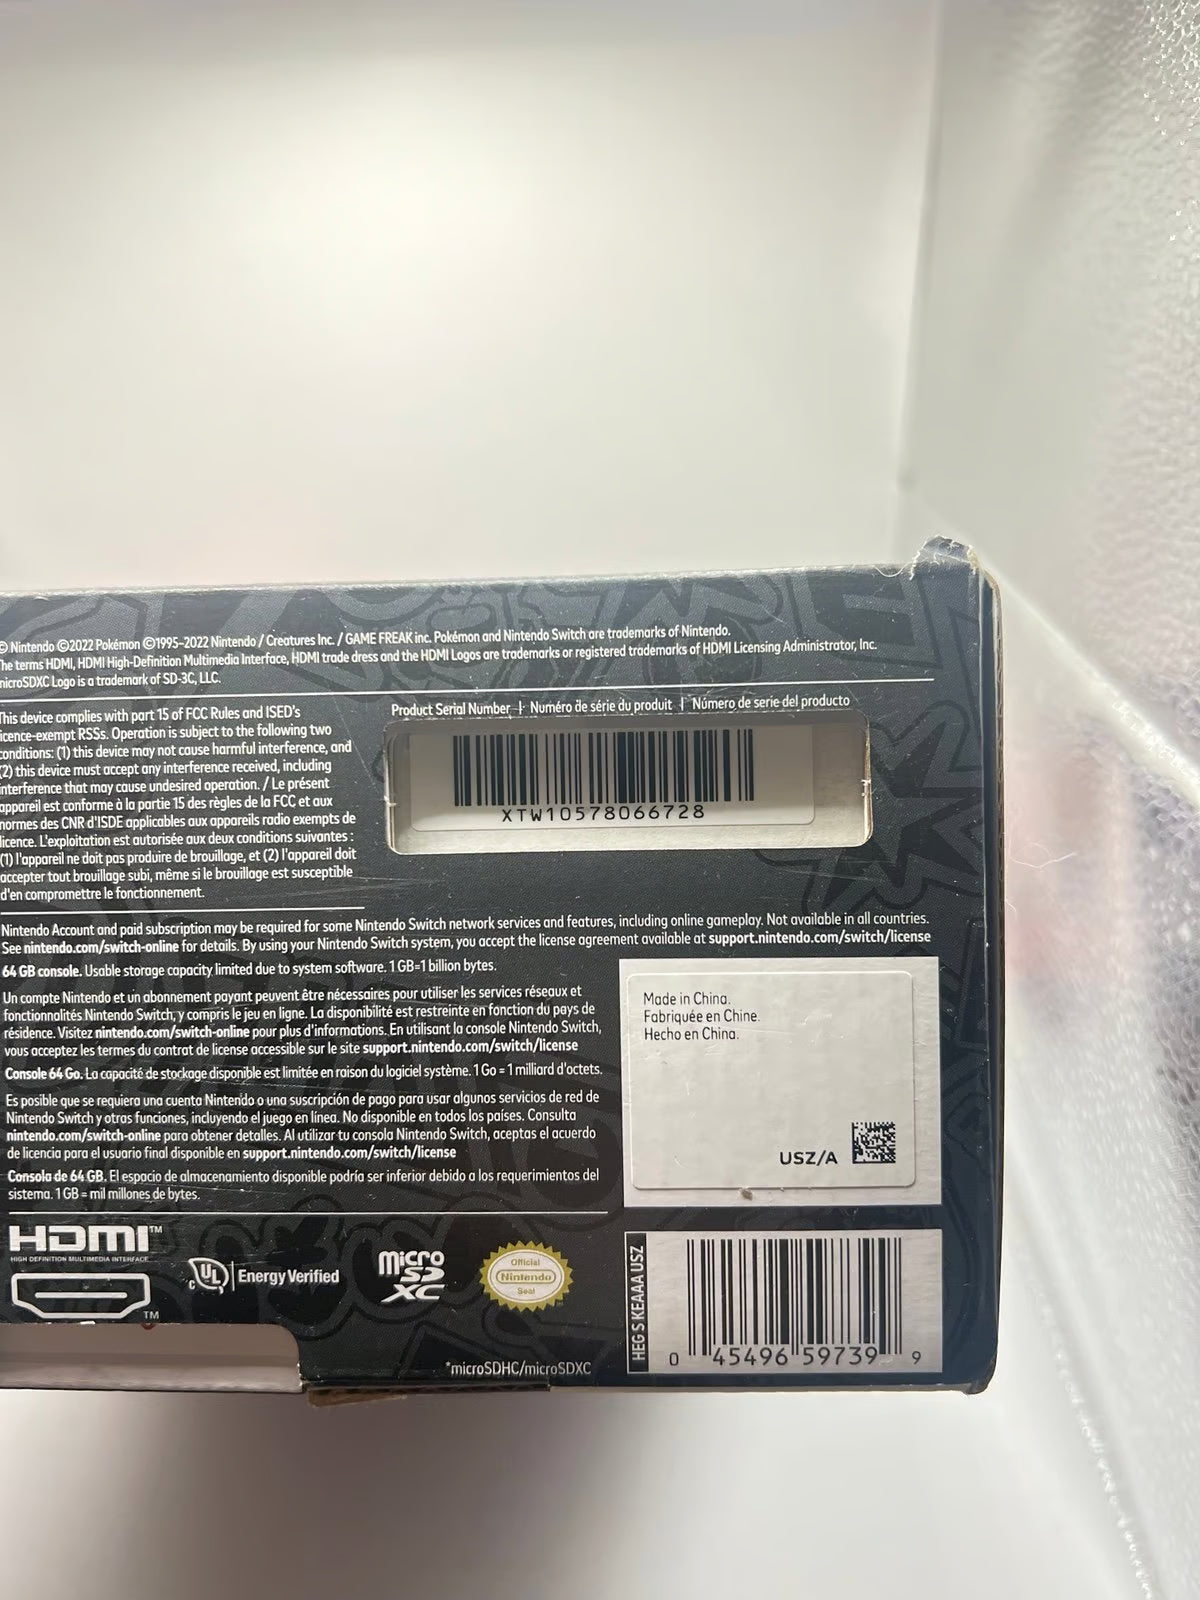 © Nintendo ©2022 Pokémon ©1995–2022 Nintendo / Creatures Inc. / GAME FREAK inc. Pokémon and Nintendo Switch are trademarks of Nintendo.
The terms HDMI, HDMI High-Definition Multimedia Interface, HDMI trade dress and the HDMI Logos are trademarks or registered trademarks of HDMI Licensing Administrator, Inc.
microSDXC Logo is a trademark of SD-3C, LLC.
This device complies with part 15 of FCC Rules and ISED's
licence-exempt RSSs. Operation is subject to the following two
conditions: (1) this device may not cause harmful interference, and
(2) this device must accept any interference received, including
interference that may cause undesired operation. / Le présent
appareil est conforme à la partie 15 des règles de la FCC et aux
normes des CNR d'ISDE applicables aux appareils radio exempts de
licence. L'exploitation est autorisée aux deux conditions suivantes :
(1) l'appareil ne doit pas produire de brouillage, et (2) l'appareil doit
accepter tout brouillage subi, même si le brouillage est susceptible
d'en compromettre le fonctionnement.
Product Serial Number | Numéro de série du produit | Número de serie del producto
XTW10578066728
Nintendo Account and paid subscription may be required for some Nintendo Switch network services and features, including online gameplay. Not available in all countries.
See nintendo.com/switch-online for details. By using your Nintendo Switch system, you accept the license agreement available at support.nintendo.com/switch/license
64 GB console. Usable storage capacity limited due to system software. 1 GB=1 billion bytes.
Un compte Nintendo et un abonnement payant peuvent être nécessaires pour utiliser les services réseaux et
fonctionnalités Nintendo Switch, y compris le jeu en ligne. La disponibilité est restreinte en fonction du pays de
résidence. Visitez nintendo.com/switch-online pour plus d'informations. En utilisant la console Nintendo Switch,
vous acceptez les termes du contrat de license accessible sur le site support.nintendo.com/switch/license
Console 64 Go. La capacité de stockage disponible est limitée en raison du logiciel système. 1 Go = 1 milliard d'octets.
Es posible que se requiera una cuenta Nintendo o una suscripción de pago para usar algunos servicios de red de
Nintendo Switch y otras funciones, incluyendo el juego en línea. No disponible en todos los países. Consulta
nintendo.com/switch-online para obtener detalles. Al utilizar tu consola Nintendo Switch, aceptas el acuerdo
de licencia para el usuario final disponible en support.nintendo.com/switch/license
Consola de 64 GB. El espacio de almacenamiento disponible podría ser inferior debido a los requerimientos del
sistema. 1 GB = mil millones de bytes.
Made in China.
Fabriquée en Chine.
Hecho en China.
USZ/A
HDMI™
HIGH DEFINITION MULTIMEDIA INTERFACE
TM
C UL Energy Verified
micro
SD
XC
Official
Nintendo
Seal
*microSDHC/microSDXC
HEG S KEAAA USZ
0 45496 59739 9